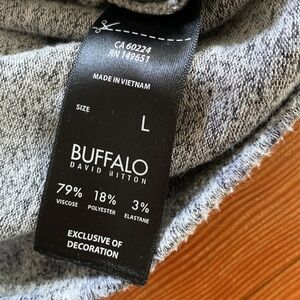 CA 60224
RN 149651
MADE IN VIETNAM
SIZE
L
BUFFALO
DAVID BITTON
79% 18% 3%
VISCOSE POLYESTER ELASTANE
EXCLUSIVE OF
DECORATION